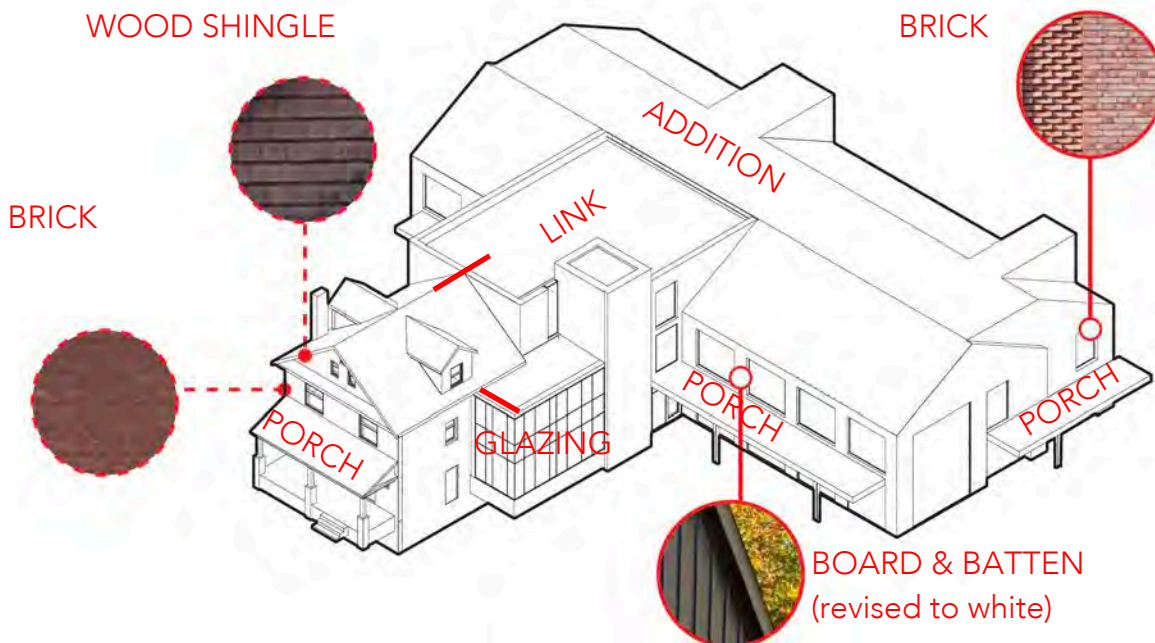 WOOD SHINGLE
BRICK
ADDITION
LINK
BRICK
PORCH
GLAZING
PORCH
PORCH
BOARD & BATTEN
(revised to white)